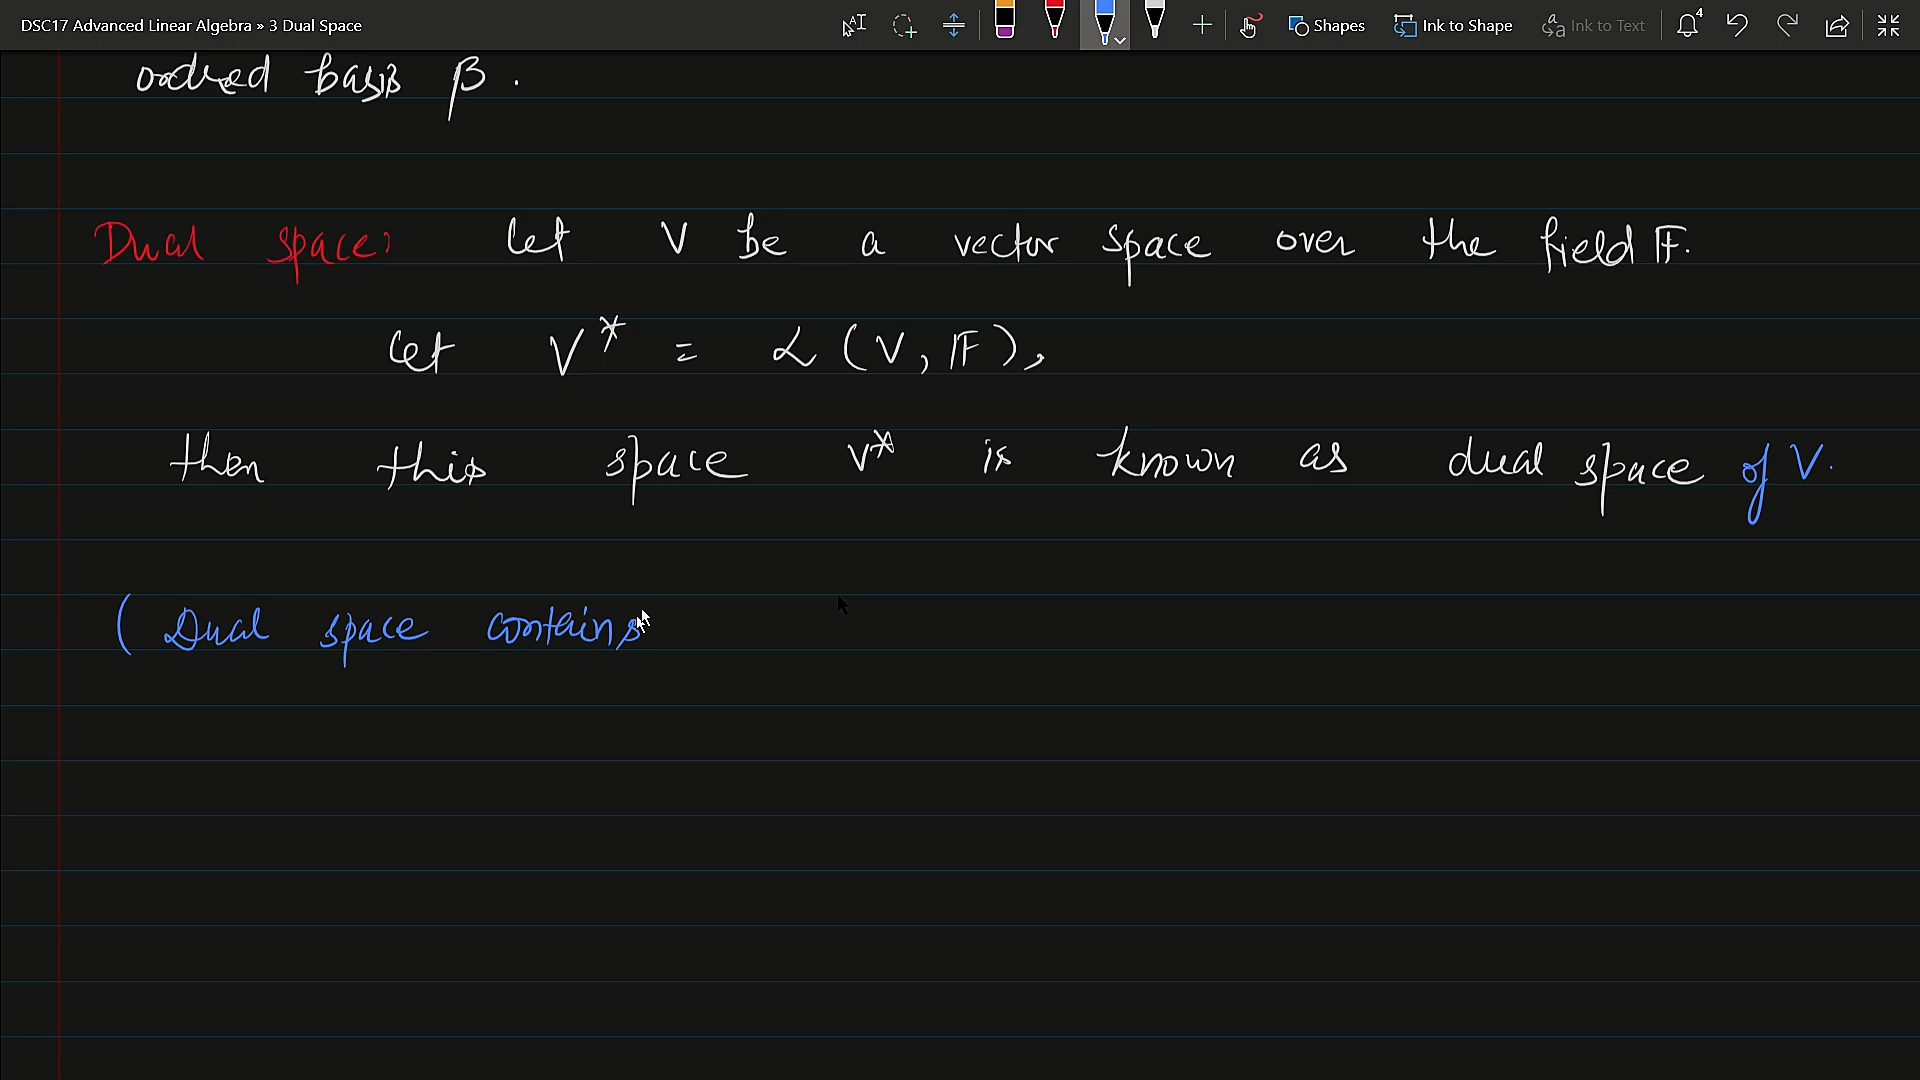 DSC17 Advanced Linear Algebra » 3 Dual Space
4 Shapes Ink to Shape Ink to Text
ordered basis β .
Dual space: Let V be a vector space over the field 𝔽.
Let V* = ℒ (V, 𝔽),
then this space V* is known as dual space of V.
( Dual space contains